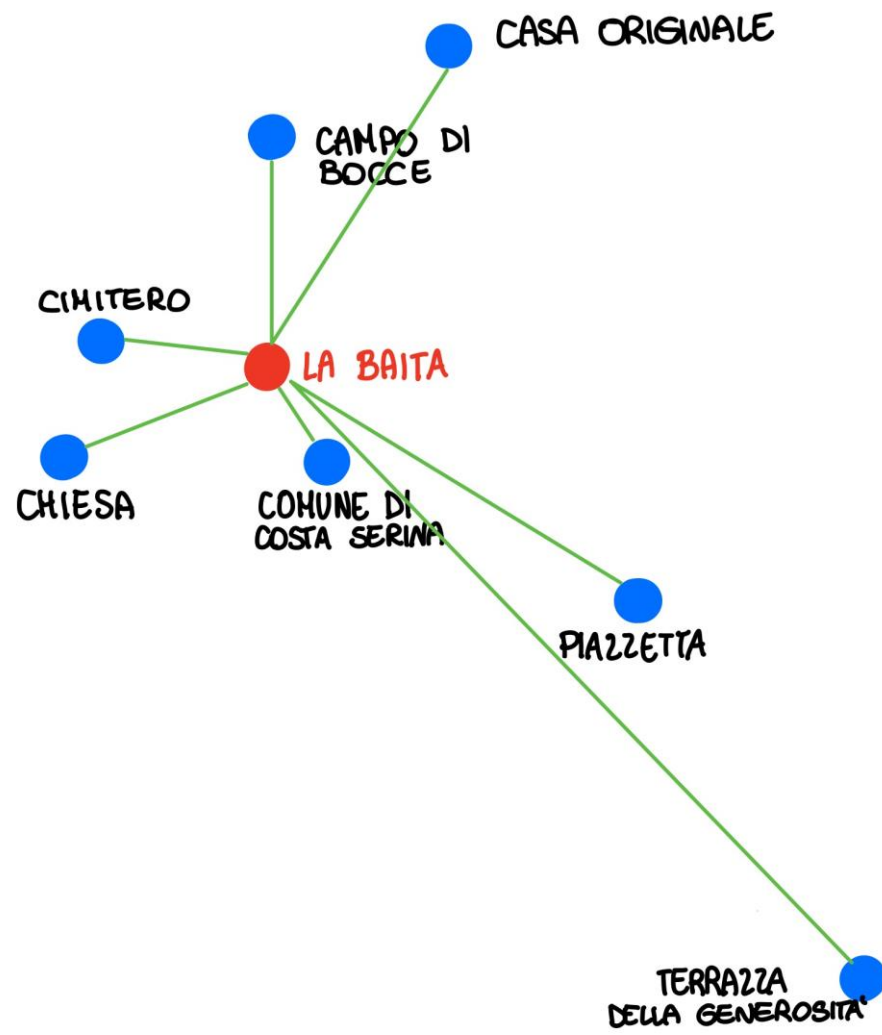 CASA ORIGINALE
CAMPO DI
BOCCE
CIMITERO
LA BAITA
CHIESA
COMUNE DI
COSTA SERINA
PIAZZETTA
TERRAZZA
DELLA GENEROSITA'